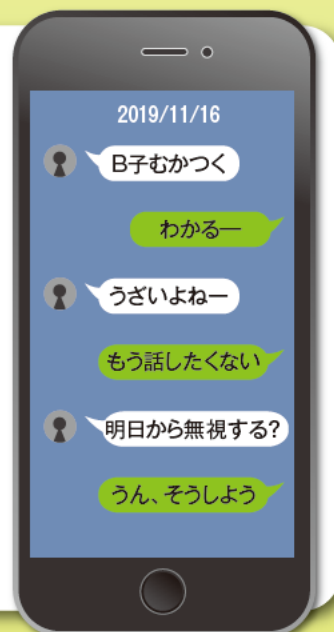 2019/11/16
B子むかつく
わかるー
うざいよねー
もう話したくない
明日から無視する?
うん、そうしよう